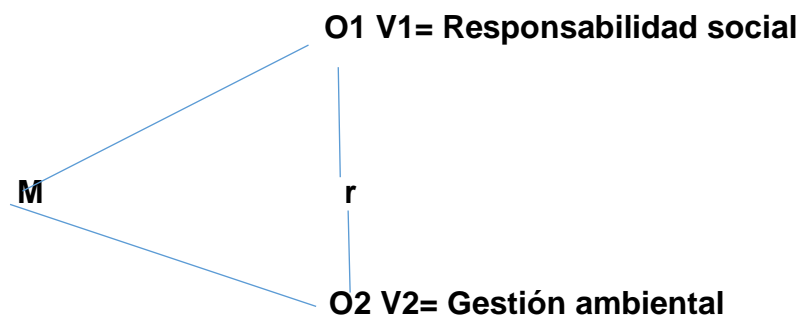 O1 V1= Responsabilidad social
M
r
O2 V2= Gestión ambiental